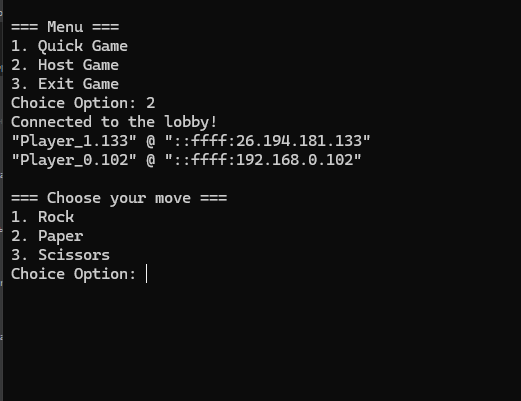 === Menu ===
1. Quick Game
2. Host Game
3. Exit Game
Choice Option: 2
Connected to the lobby!
"Player_1.133" @ "::ffff:26.194.181.133"
"Player_0.102" @ "::ffff:192.168.0.102"
=== Choose your move ===
1. Rock
2. Paper
3. Scissors
Choice Option: